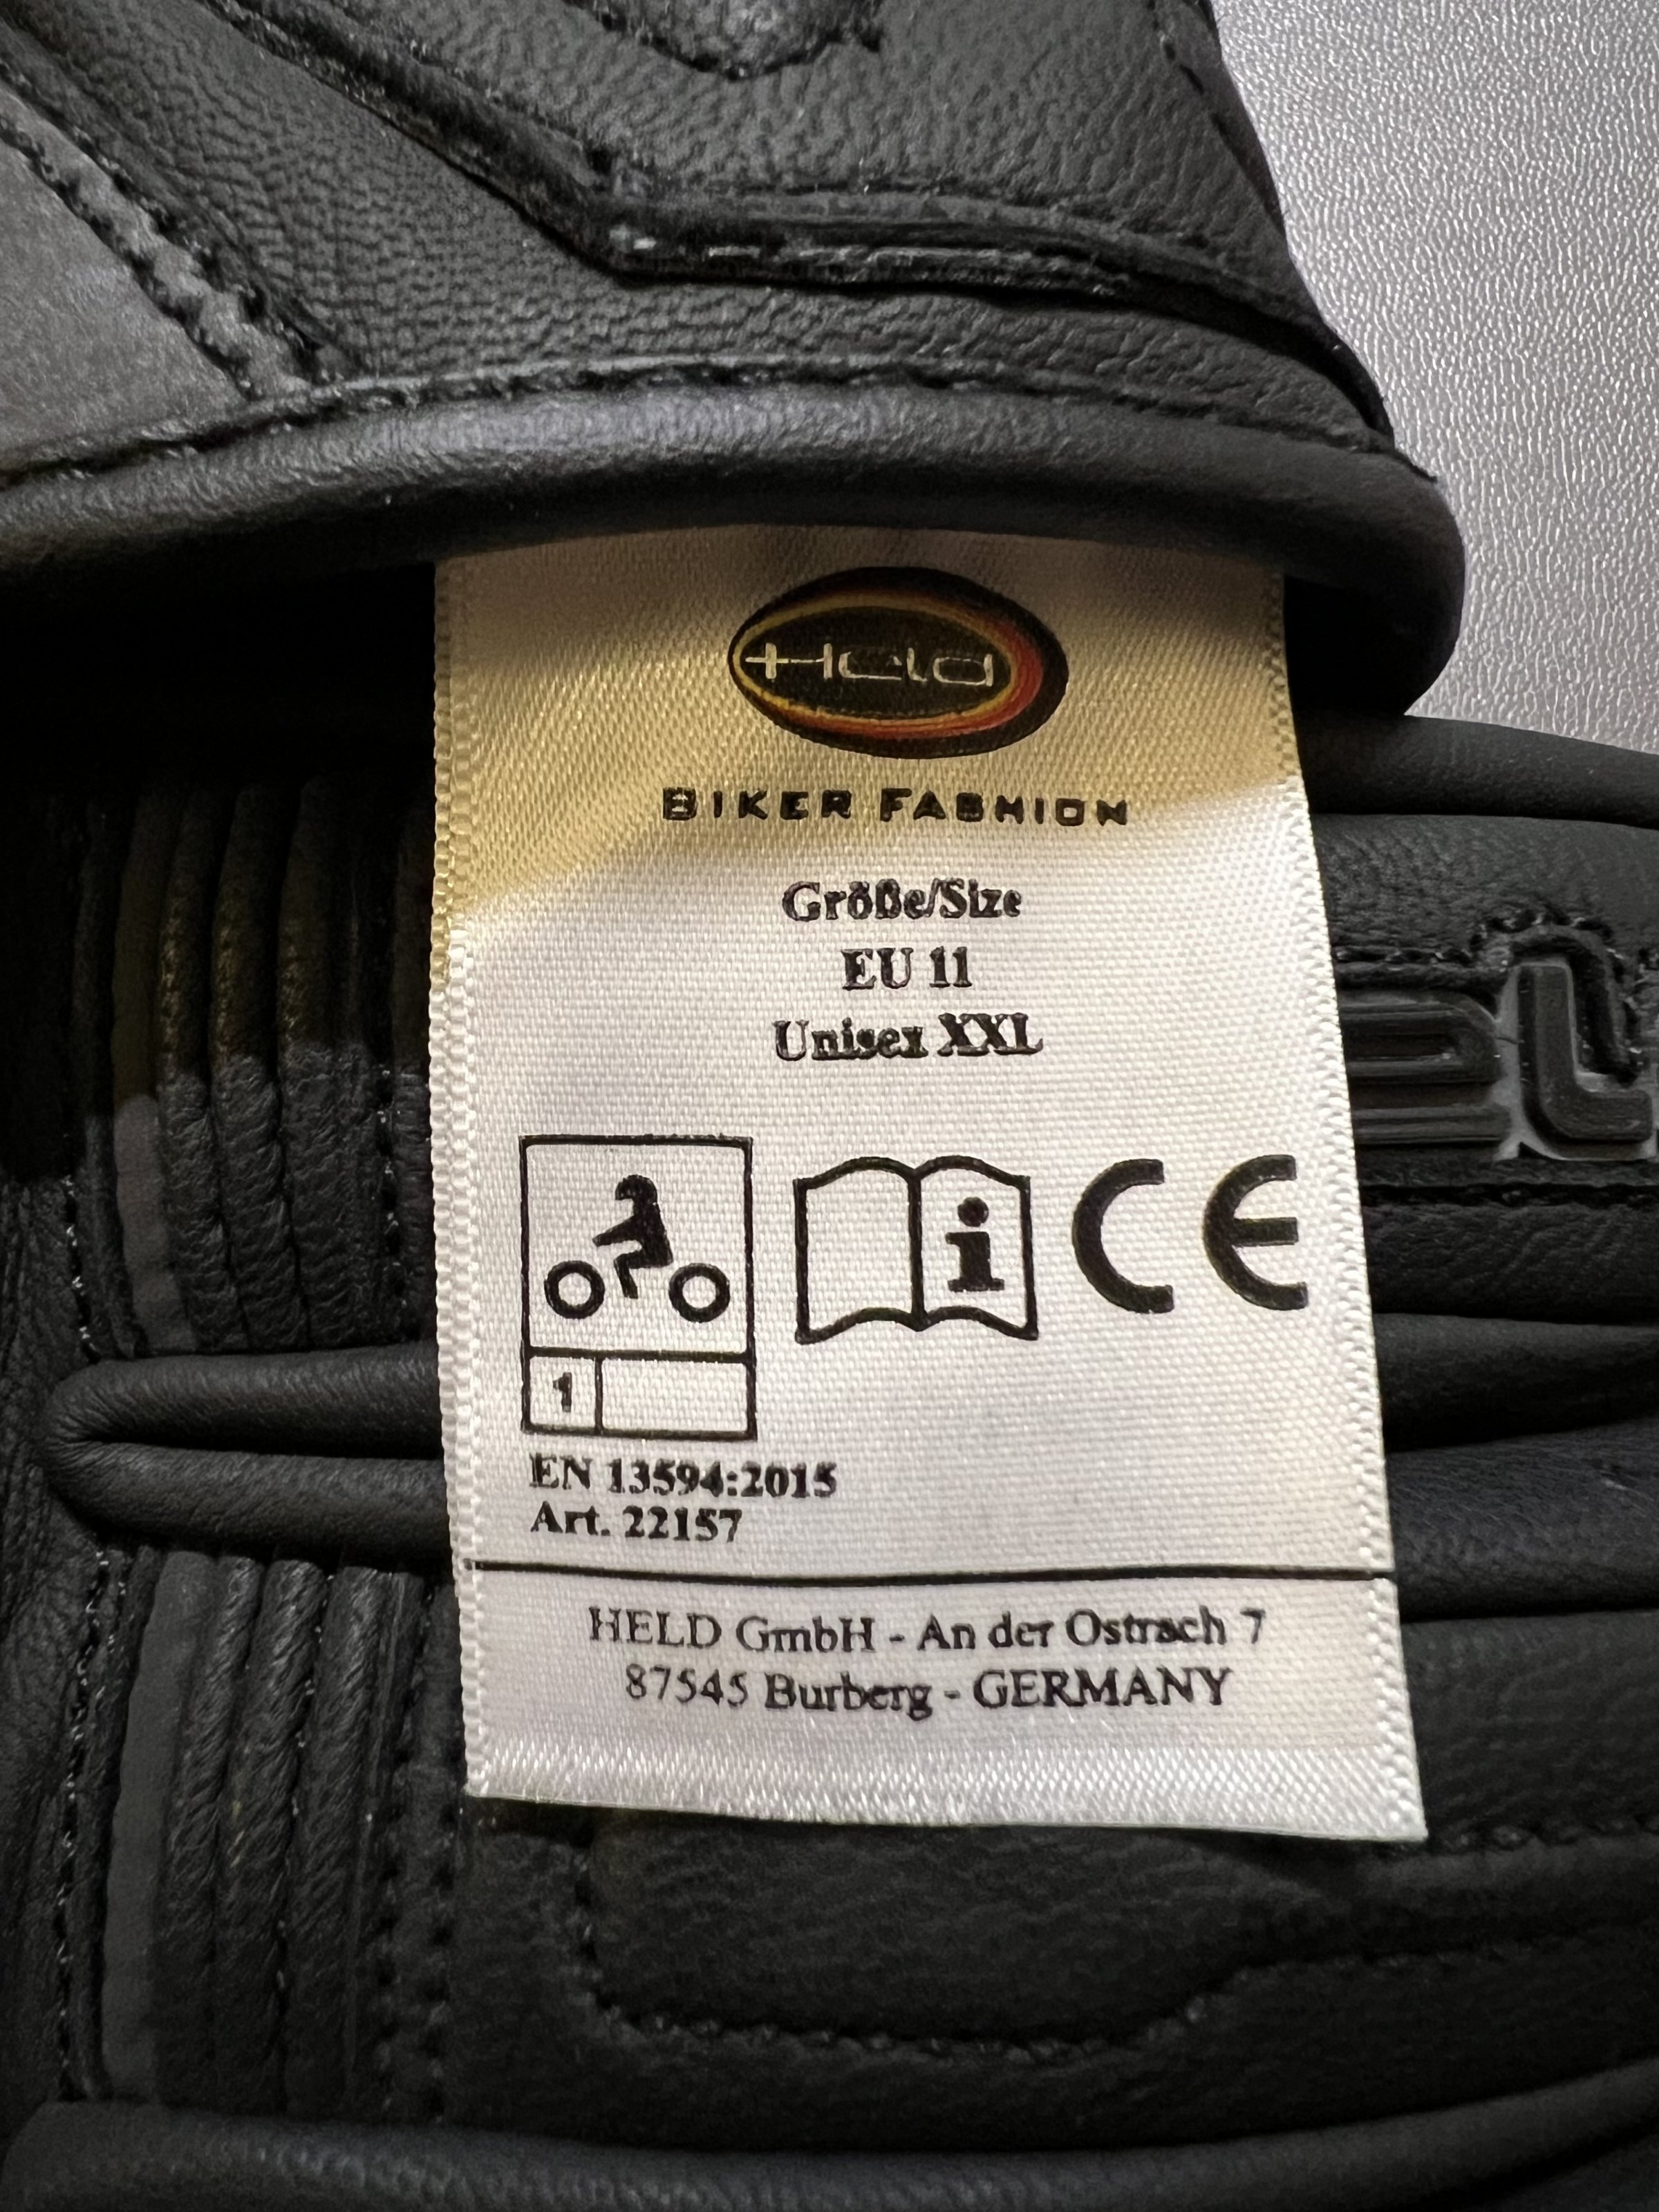 Held
BIKER FASHION
Größe/Size
EU 11
Unisex XXL
i
CE
1
EN 13594:2015
Art. 22157
HELD GmbH - An der Ostrach 7
87545 Burberg - GERMANY